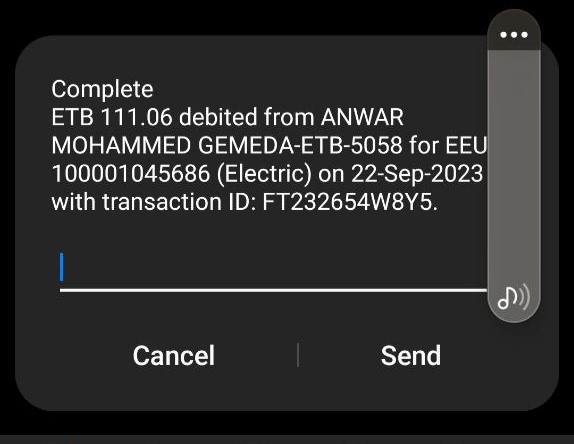 Complete
ETB 111.06 debited from ANWAR
MOHAMMED GEMEDA-ETB-5058 for EEU
100001045686 (Electric) on 22-Sep-2023
with transaction ID: FT232654W8Y5.
Cancel
Send